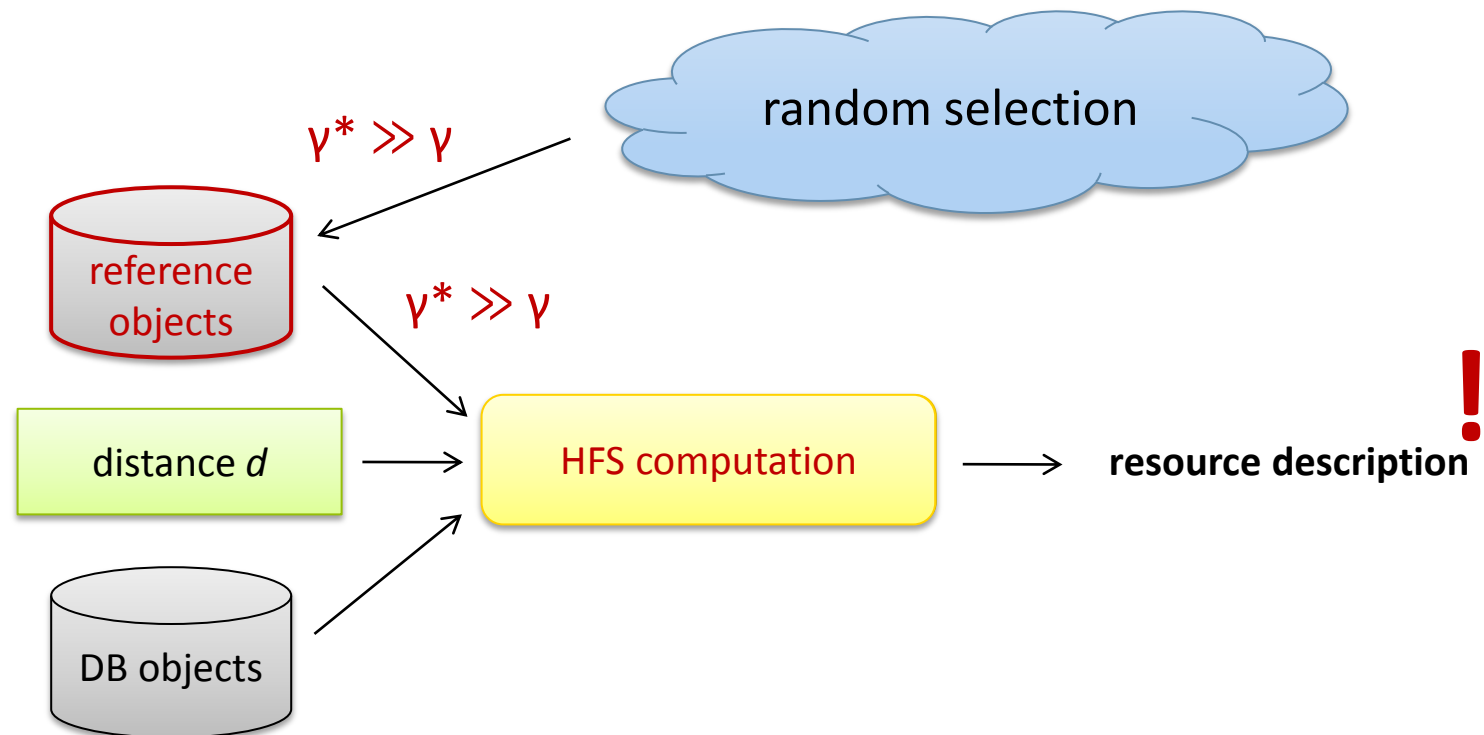 random selection
γ* ≫ γ
reference
objects
γ* ≫ γ
distance d
HFS computation
resource description
!
DB objects